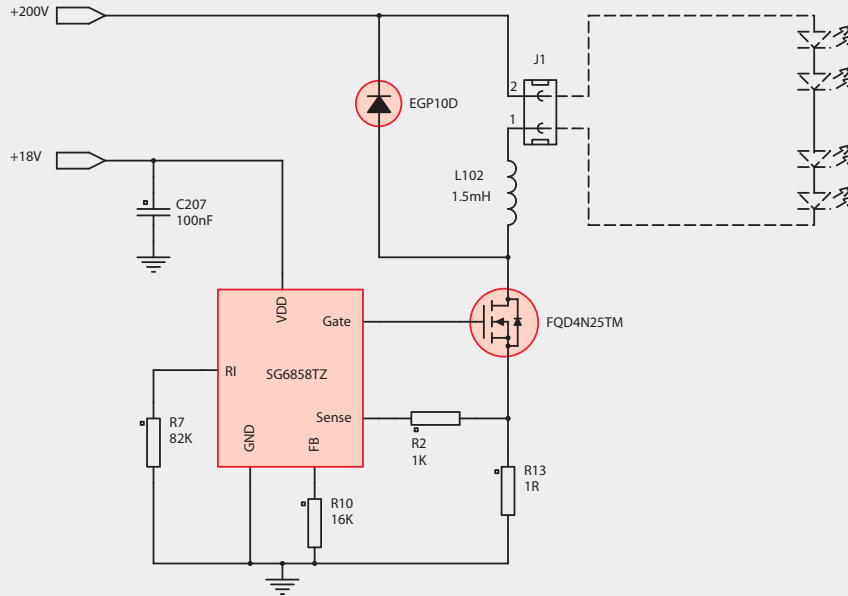 +200V
J1
2
EGP10D
1
+18V
L102
1.5mH
C207
100nF
VDD
Gate
FQD4N25TM
RI
SG6858TZ
R7
82K
GND
FB
Sense
R2
1K
R13
1R
R10
16K